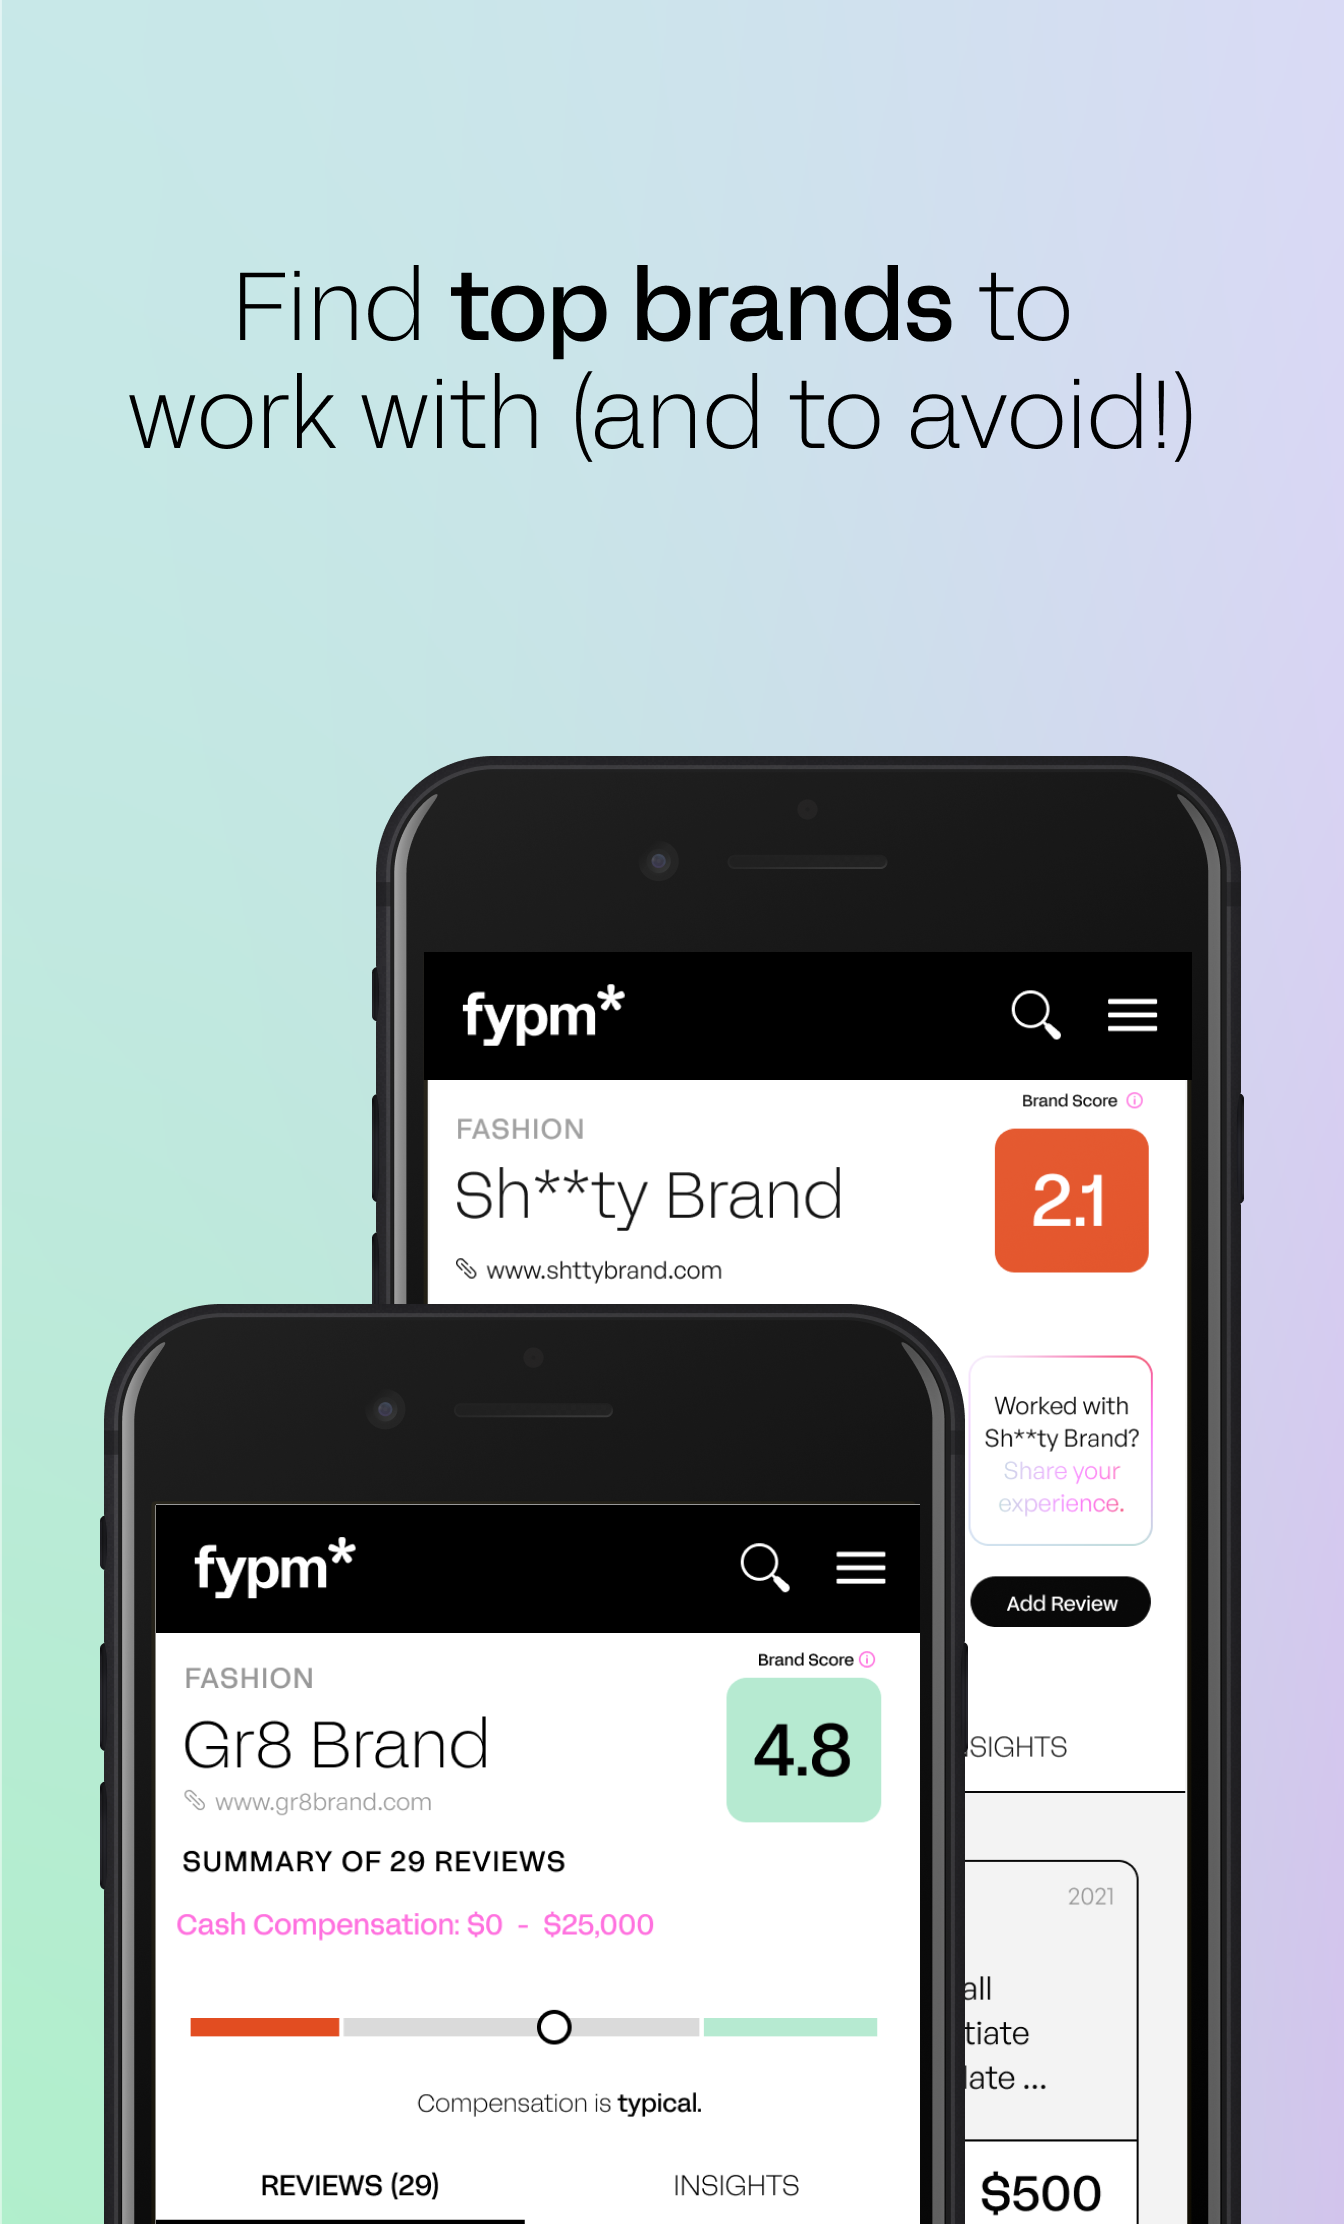 Find top brands to
work with (and to avoid!)
fypm*
Brand Score
FASHION
Sh**ty Brand
2.1
www.shttybrand.com
Worked with
Sh**ty Brand?
Share your
experience.
Add Review
SIGHTS
2021
all
tiate
late ...
$500
fypm*
Brand Score
FASHION
Gr8 Brand
4.8
www.gr8brand.com
SUMMARY OF 29 REVIEWS
Cash Compensation: $0 - $25,000
Compensation is typical.
REVIEWS (29) INSIGHTS